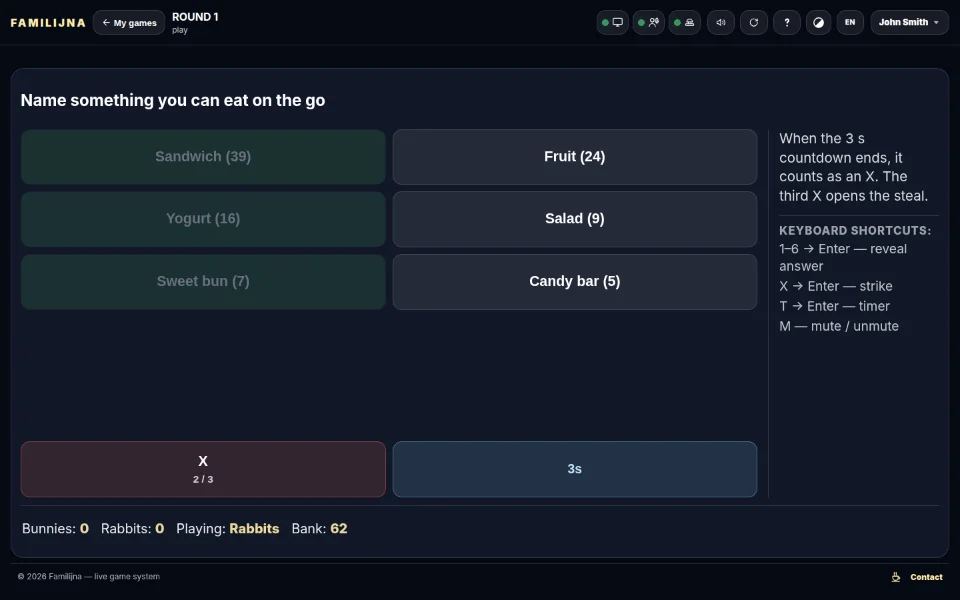 FAMILIJNA
← My games
ROUND 1
play
?
EN
John Smith
Name something you can eat on the go
Sandwich (39)
Fruit (24)
Yogurt (16)
Salad (9)
Sweet bun (7)
Candy bar (5)
X
2 / 3
3s
When the 3 s
countdown ends, it
counts as an X. The
third X opens the steal.
KEYBOARD SHORTCUTS:
1–6 → Enter — reveal
answer
X → Enter — strike
T → Enter — timer
M — mute / unmute
Bunnies: 0 Rabbits: 0 Playing: Rabbits Bank: 62
© 2026 Familijna — live game system
Contact